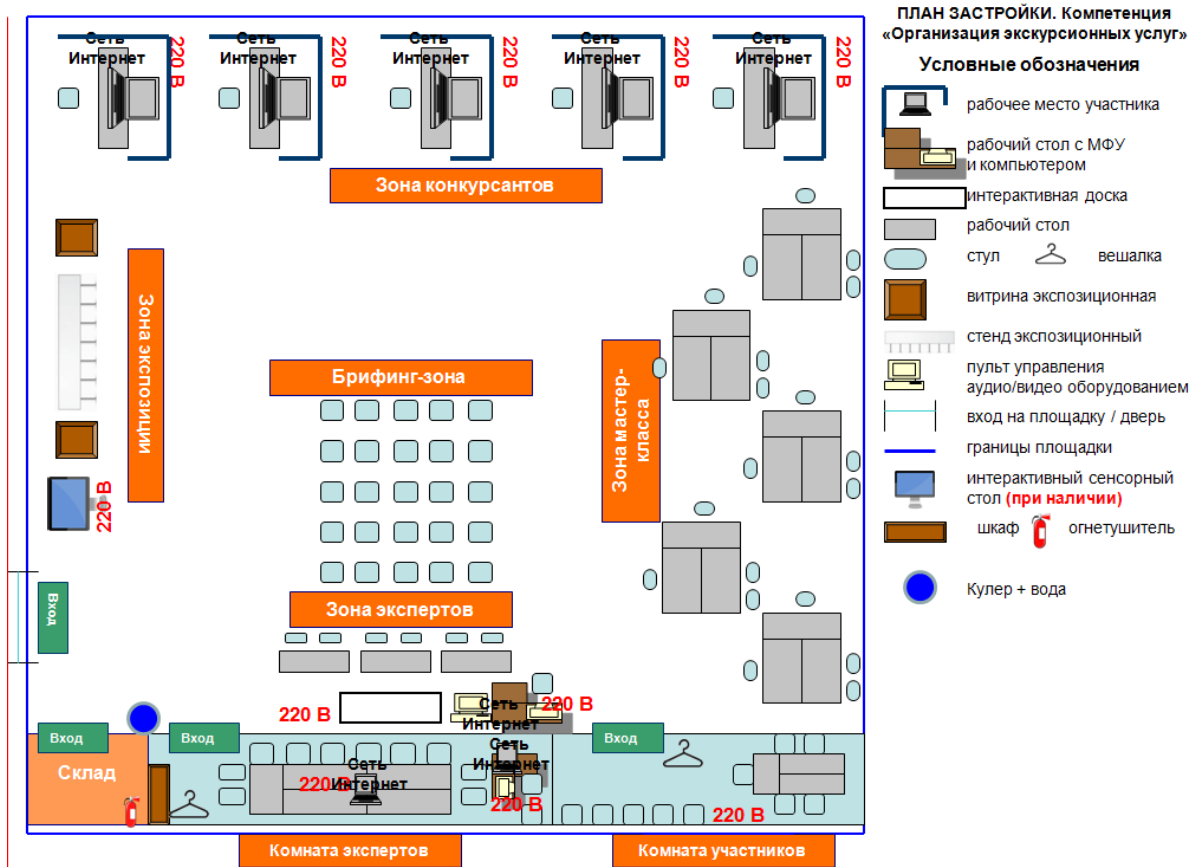 ПЛАН ЗАСТРОЙКИ. Компетенция
«Организация экскурсионных услуг»
Условные обозначения
рабочее место участника
рабочий стол с МФУ
и компьютером
интерактивная доска
рабочий стол
стул
вешалка
витрина экспозиционная
стенд экспозиционный
пульт управления
аудио/видео оборудованием
вход на площадку / дверь
границы площадки
интерактивный сенсорный
стол (при наличии)
шкаф
огнетушитель
Кулер + вода
Сеть
Интернет
220 В
Сеть
Интернет
220 В
Сеть
Интернет
220 В
Сеть
Интернет
220 В
Сеть
Интернет
220 В
Зона конкурсантов
Зона экспозиции
Брифинг-зона
Зона мастер-
класса
220 В
Вход
Зона экспертов
220 В
220 В
Сеть
Интернет
Вход
Вход
Вход
Склад
Сеть
Интернет
220 В
Сеть
Интернет
220 В
220 В
Комната экспертов
Комната участников